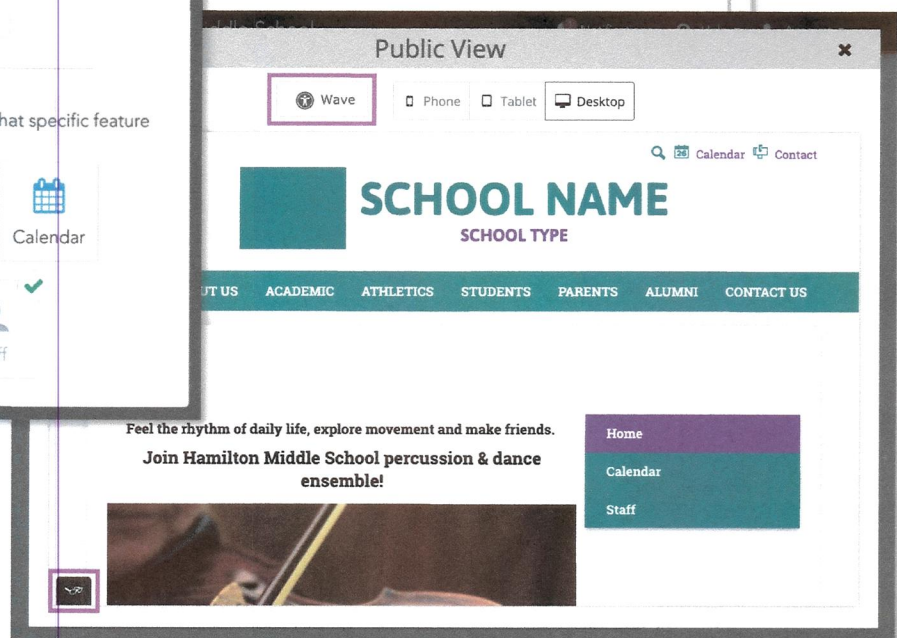 Public View
Wave
Phone
Tablet
Desktop
hat specific feature
Calendar
Calendar
Contact
SCHOOL NAME
SCHOOL TYPE
UT US
ACADEMIC
ATHLETICS
STUDENTS
PARENTS
ALUMNI
CONTACT US
Feel the rhythm of daily life, explore movement and make friends.
Join Hamilton Middle School percussion & dance
ensemble!
Home
Calendar
Staff